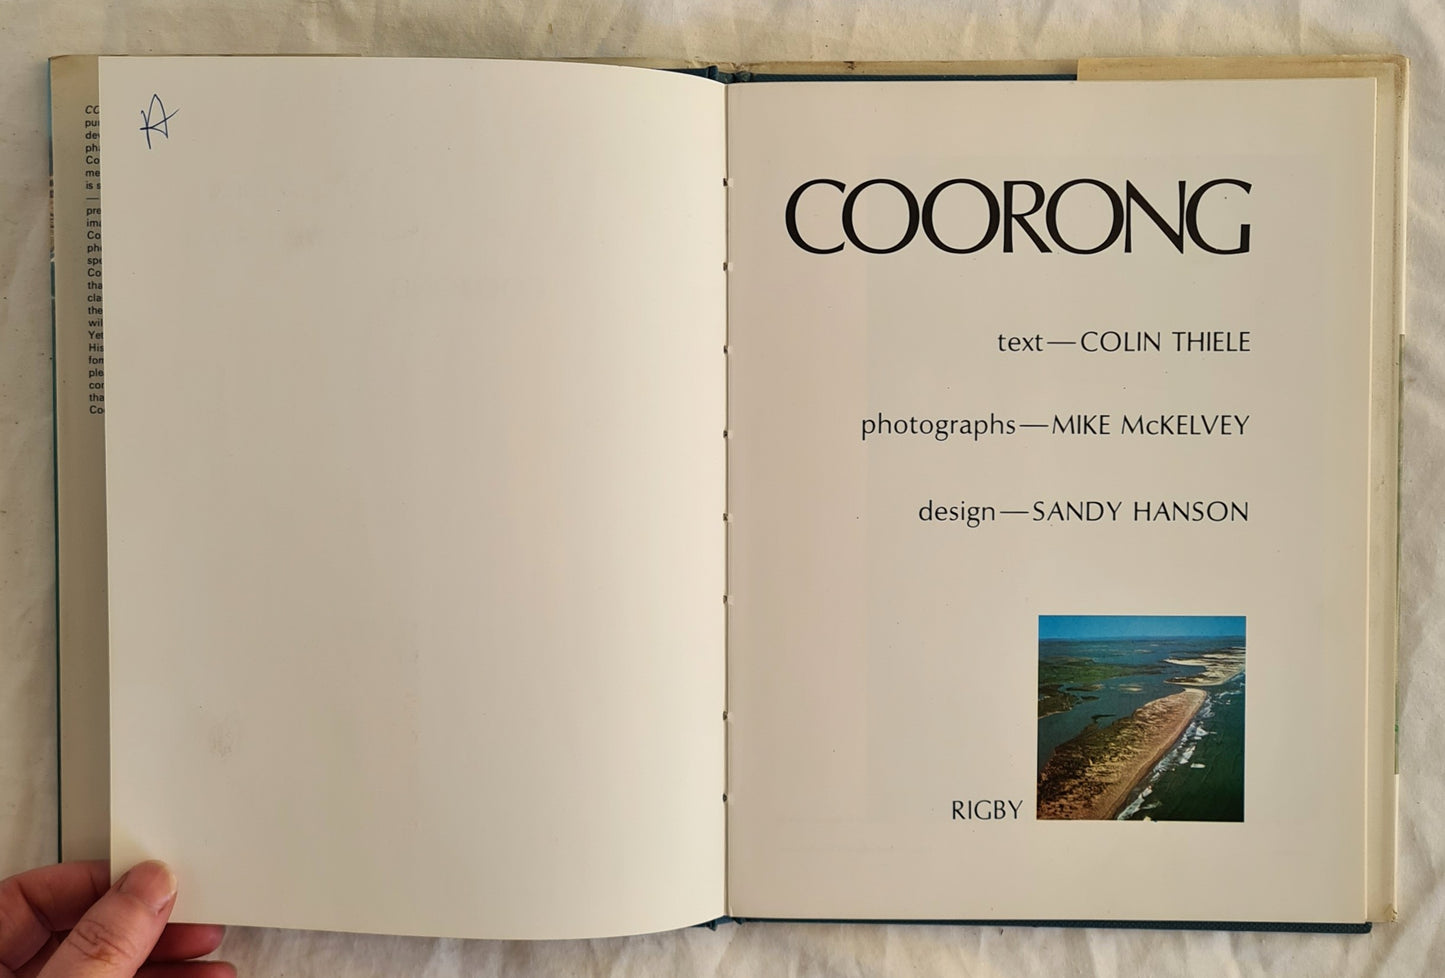 COORONG
text—COLIN THIELE
photographs—MIKE McKELVEY
design—SANDY HANSON
RIGBY